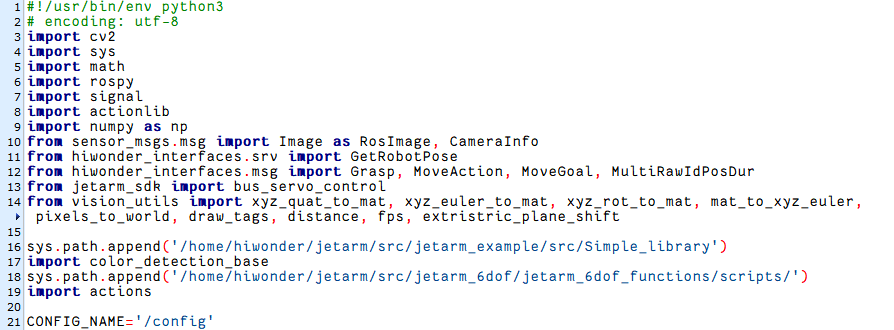 1 #!/usr/bin/env python3
2 # encoding: utf-8
3 import cv2
4 import sys
5 import math
6 import rospy
7 import signal
8 import actionlib
9 import numpy as np
10 from sensor_msgs.msg import Image as RosImage, CameraInfo
11 from hiwonder_interfaces.srv import GetRobotPose
12 from hiwonder_interfaces.msg import Grasp, MoveAction, MoveGoal, MultiRawIdPosDur
13 from jetarm_sdk import bus_servo_control
14 from vision_utils import xyz_quat_to_mat, xyz_euler_to_mat, xyz_rot_to_mat, mat_to_xyz_euler,
pixels_to_world, draw_tags, distance, fps, extristric_plane_shift
15
16 sys.path.append('/home/hiwonder/jetarm/src/jetarm_example/src/Simple_library')
17 import color_detection_base
18 sys.path.append('/home/hiwonder/jetarm/src/jetarm_6dof/jetarm_6dof_functions/scripts/')
19 import actions
20
21 CONFIG_NAME='/config'